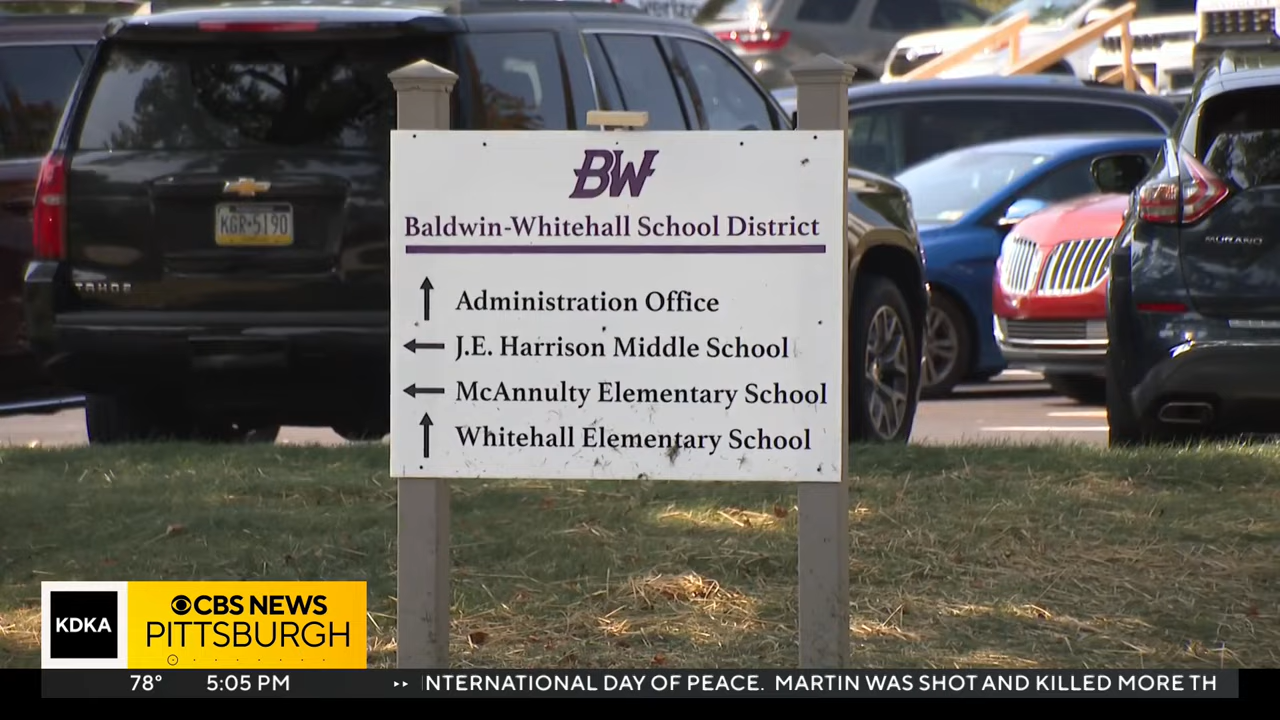 verizon
KGR•5190
TAHOE
MURANO
BW
Baldwin-Whitehall School District
Administration Office
J.E. Harrison Middle School
McAnnulty Elementary School
Whitehall Elementary School
KDKA
CBS NEWS
PITTSBURGH
78° 5:05 PM NTERNATIONAL DAY OF PEACE. MARTIN WAS SHOT AND KILLED MORE TH